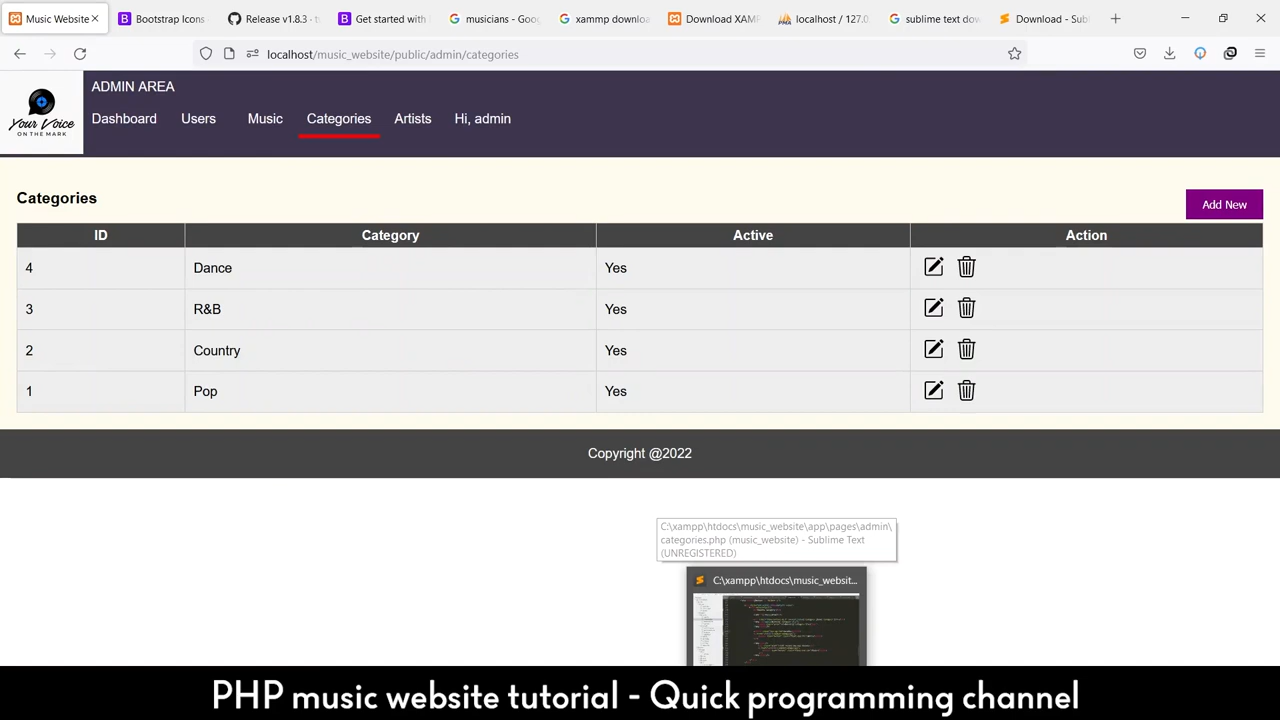 Music Website
Bootstrap Icons
Release v1.8.3 - t
Get started with
musicians - Goog
xammp downlo
Download XAM
localhost / 127.0
sublime text dow
Download - Sub
localhost/music_website/public/admin/categories
YOUR VOICE
ON THE MARK
ADMIN AREA
Dashboard Users Music Categories Artists Hi, admin
Categories
Add New
ID Category Active Action
4 Dance Yes
3 R&B Yes
2 Country Yes
1 Pop Yes
Copyright @2022
C:\xampp\htdocs\music_website\app\pages\admin\
categories.php (music_website) - Sublime Text
(UNREGISTERED)
C:\xampp\htdocs\music_websit...
PHP music website tutorial - Quick programming channel